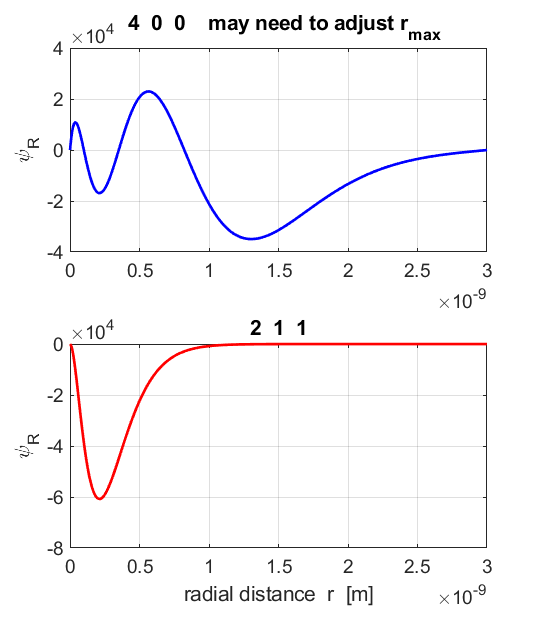 4 0 0 may need to adjust r_max
×10^4
4
2
0
-2
-4
ψ_R
0 0.5 1 1.5 2 2.5 3
×10^-9
2 1 1
×10^4
0
-2
-4
-6
-8
ψ_R
0 0.5 1 1.5 2 2.5 3
radial distance r [m]
×10^-9